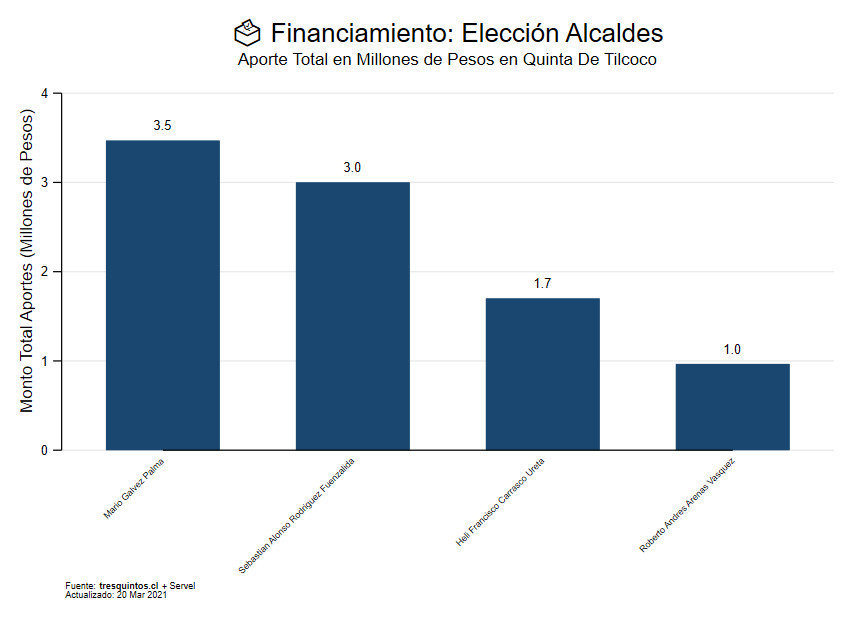 Financiamiento: Elección Alcaldes
Aporte Total en Millones de Pesos en Quinta De Tilcoco
Monto Total Aportes (Millones de Pesos)
4
3
2
1
0
3.5
3.0
1.7
1.0
Mario Galvez Palma
Sebastian Alonso Rodriguez Fuenzalida
Heli Francisco Carrasco Ureta
Roberto Andres Arenas Vasquez
Fuente: tresquintos.cl + Servel
Actualizado: 20 Mar 2021